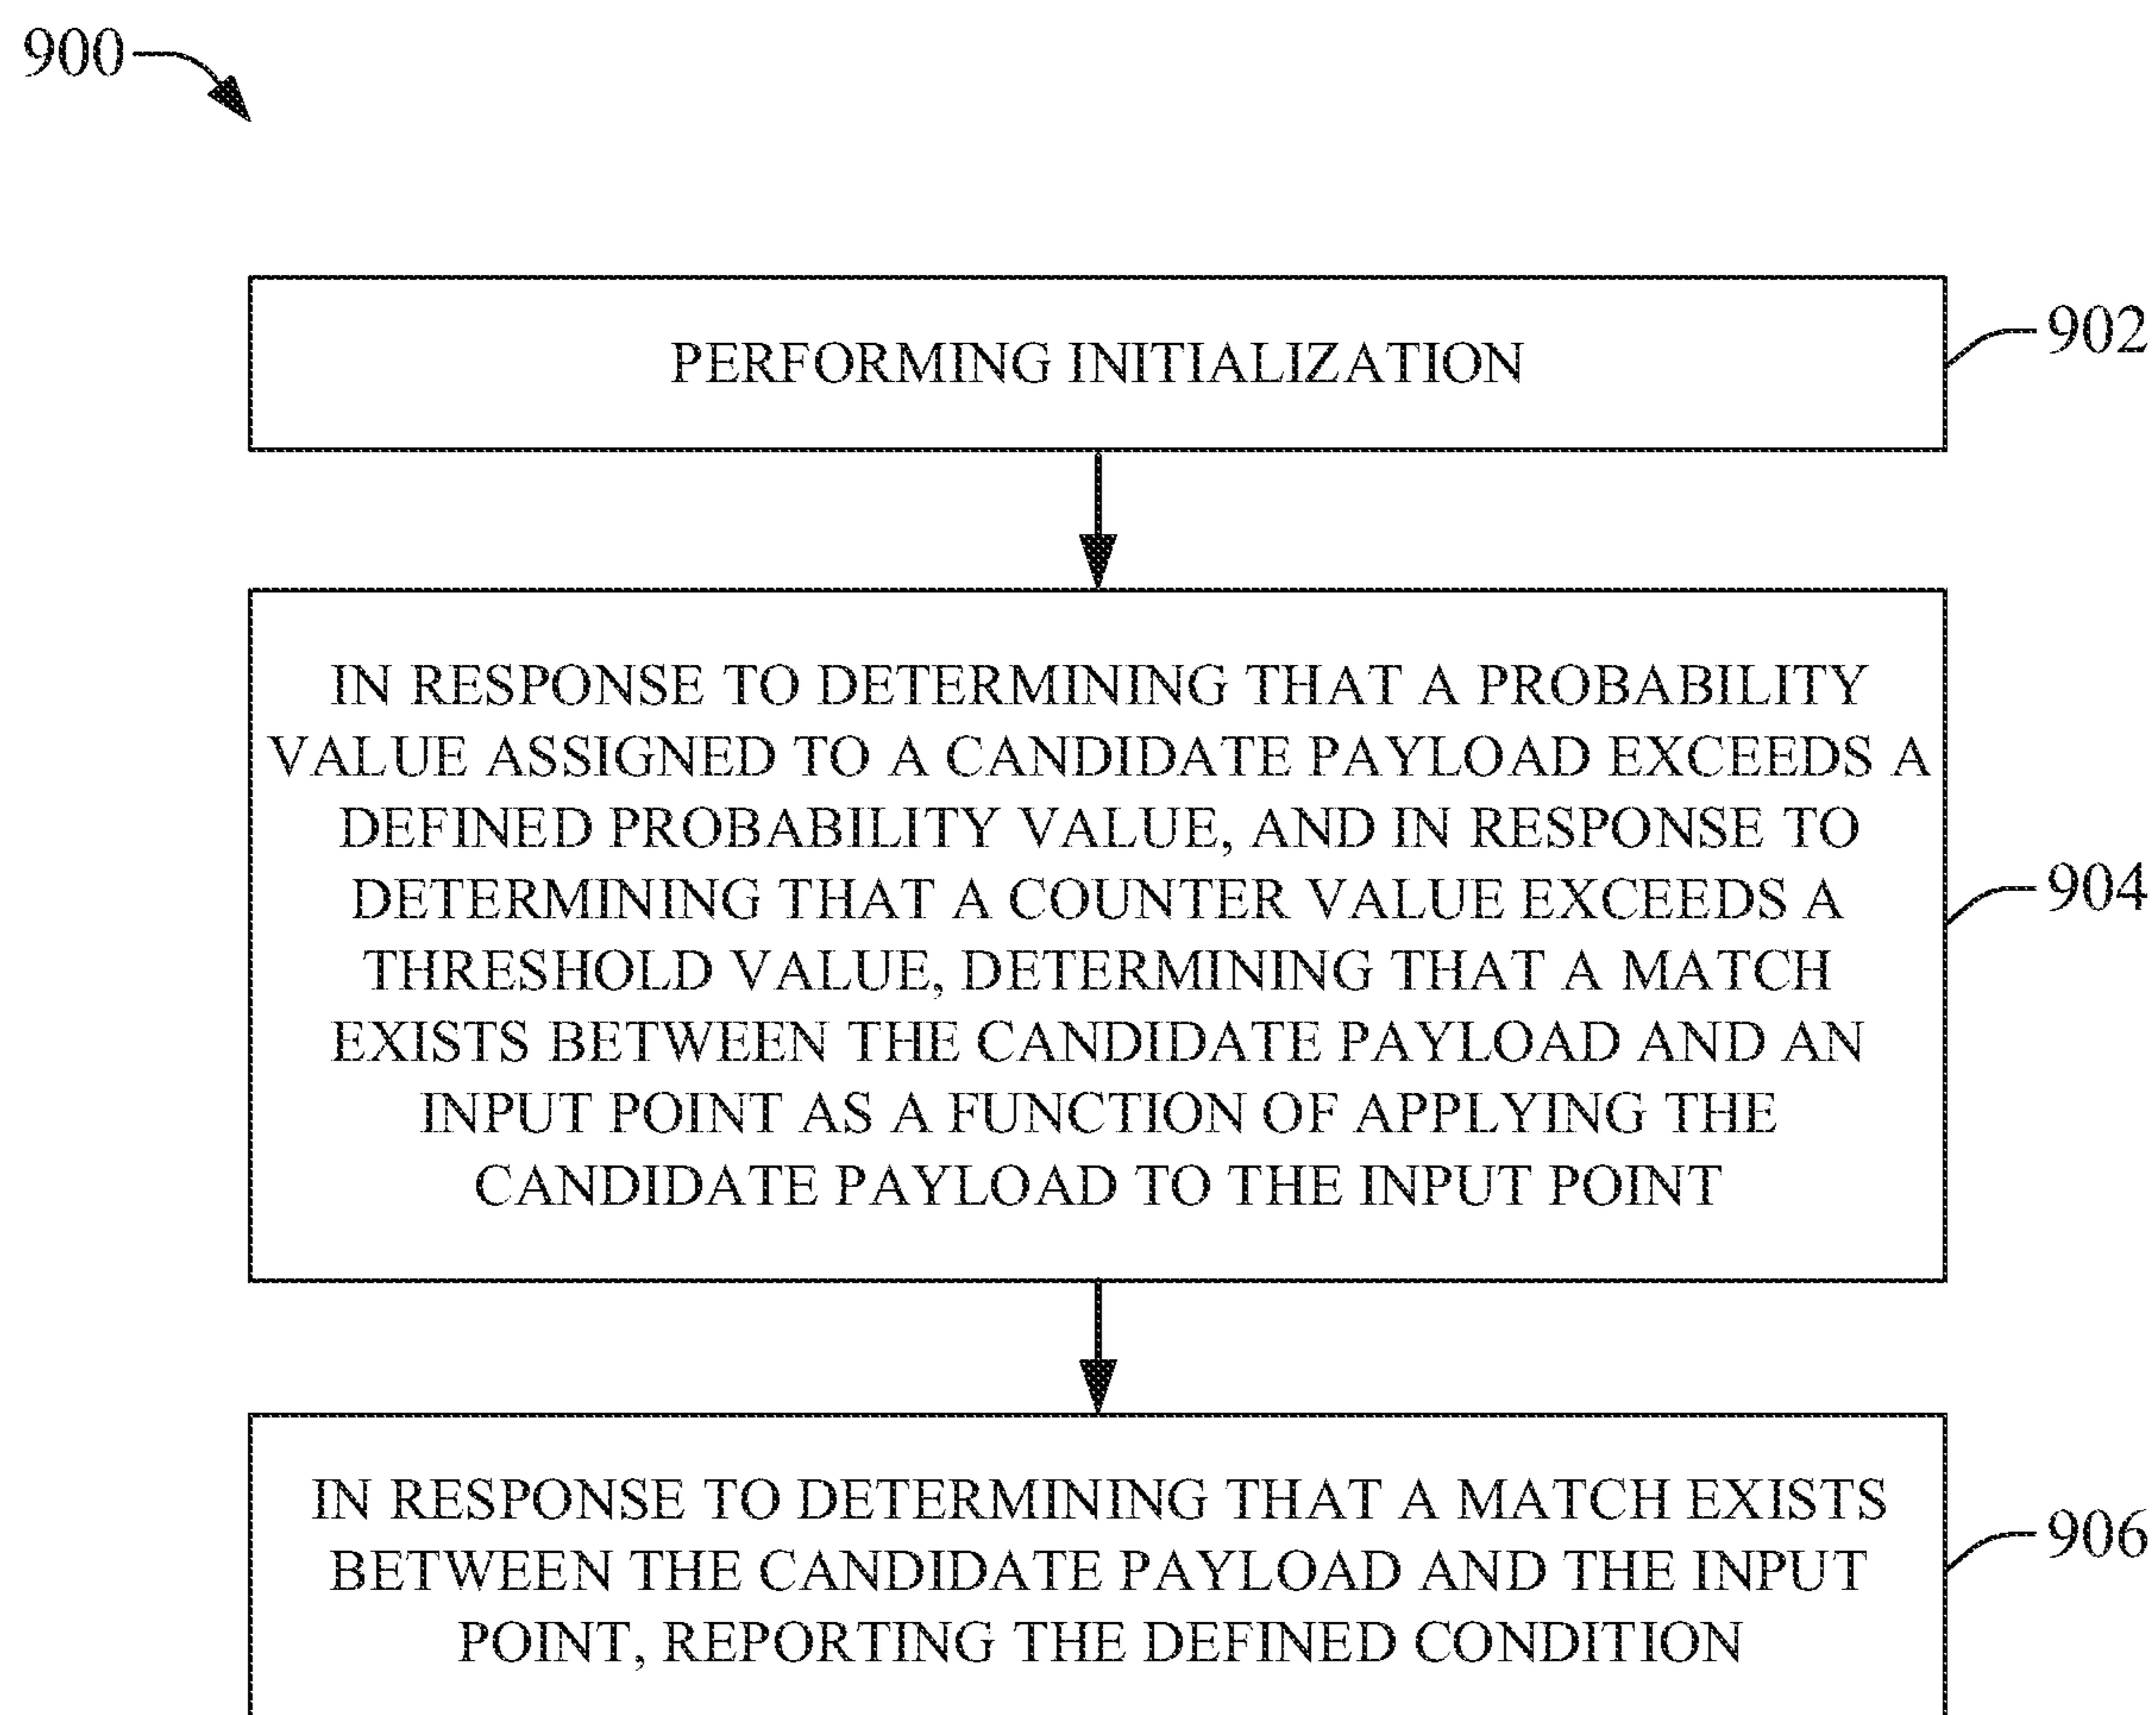 900
PERFORMING INITIALIZATION
902
IN RESPONSE TO DETERMINING THAT A PROBABILITY
VALUE ASSIGNED TO A CANDIDATE PAYLOAD EXCEEDS A
DEFINED PROBABILITY VALUE, AND IN RESPONSE TO
DETERMINING THAT A COUNTER VALUE EXCEEDS A
THRESHOLD VALUE, DETERMINING THAT A MATCH
EXISTS BETWEEN THE CANDIDATE PAYLOAD AND AN
INPUT POINT AS A FUNCTION OF APPLYING THE
CANDIDATE PAYLOAD TO THE INPUT POINT
904
IN RESPONSE TO DETERMINING THAT A MATCH EXISTS
BETWEEN THE CANDIDATE PAYLOAD AND THE INPUT
POINT, REPORTING THE DEFINED CONDITION
906